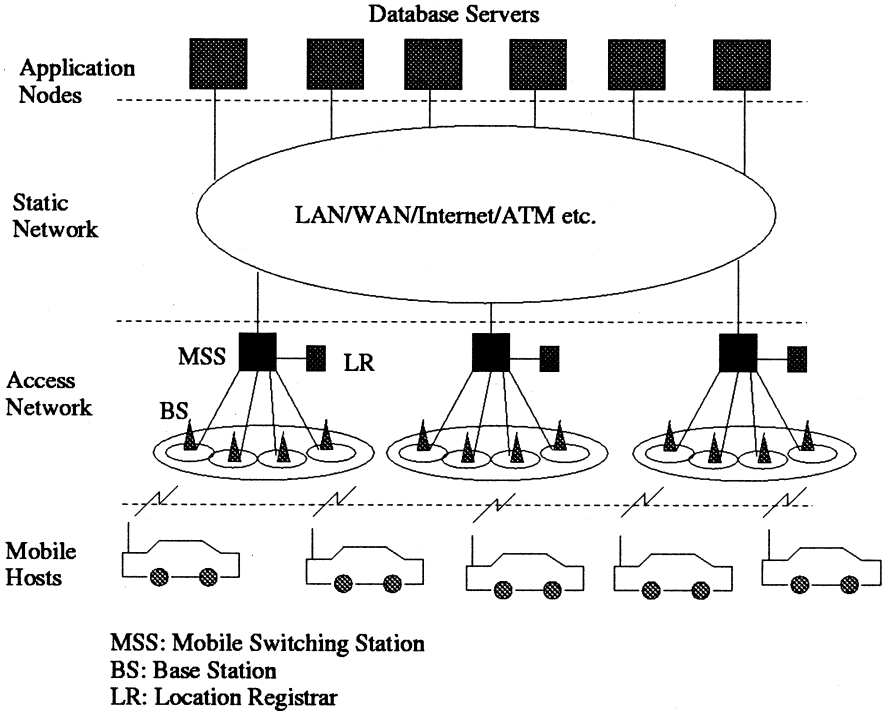 Database Servers
Application
Nodes
Static
Network
LAN/WAN/Internet/ATM etc.
MSS
LR
Access
Network
BS
Mobile
Hosts
MSS: Mobile Switching Station
BS: Base Station
LR: Location Registrar